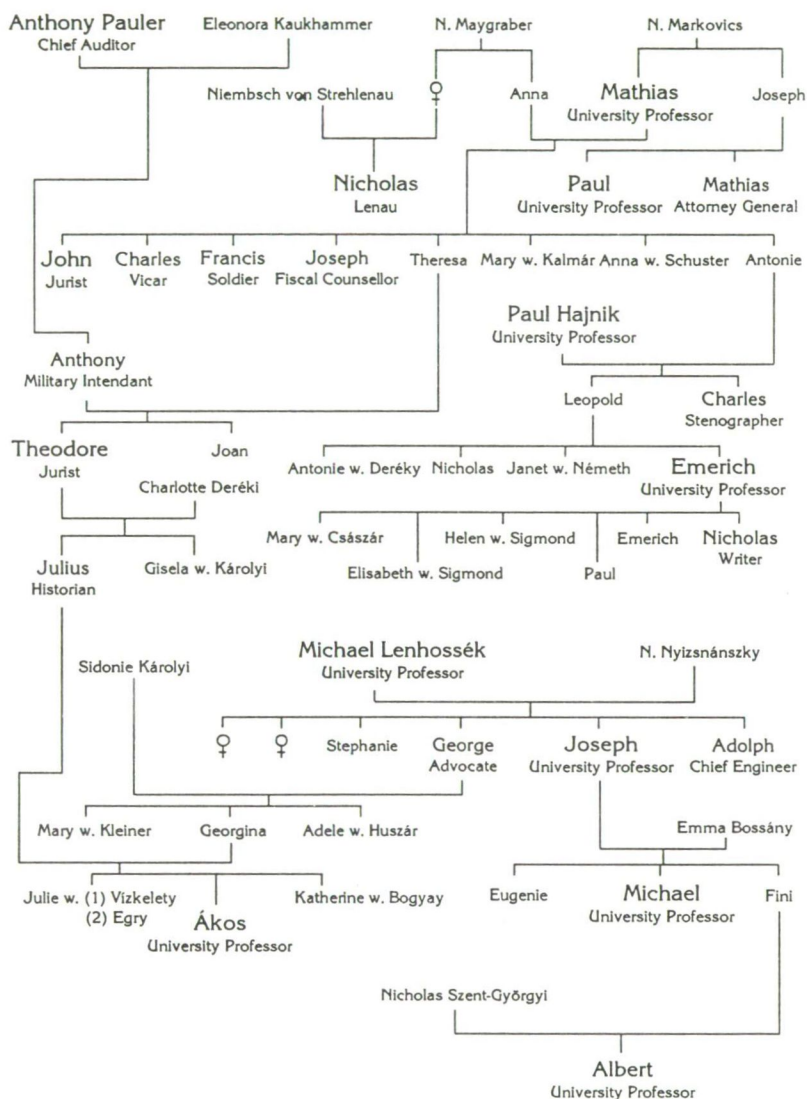 Anthony Pauler
Chief Auditor
Eleonora Kaukhammer
N. Maygraber
N. Markovics
Niembsch von Strehlenau
♀
Anna
Mathias
University Professor
Joseph
Nicholas
Lenau
Paul
University Professor
Mathias
Attorney General
John
Jurist
Charles
Vicar
Francis
Soldier
Joseph
Fiscal Counsellor
Theresa
Mary w. Kalmár
Anna w. Schuster
Antonie
Paul Hajnik
University Professor
Anthony
Military Intendant
Leopold
Charles
Stenographer
Theodore
Jurist
Joan
Antonie w. Deréky
Nicholas
Janet w. Németh
Emerich
University Professor
Charlotte Deréki
Mary w. Császár
Helen w. Sigmond
Emerich
Nicholas
Writer
Julius
Historian
Gisela w. Károlyi
Elisabeth w. Sigmond
Paul
Sidonie Károlyi
Michael Lenhossék
University Professor
N. Nyizsnánszky
♀
♀
Stephanie
George
Advocate
Joseph
University Professor
Adolph
Chief Engineer
Mary w. Kleiner
Georgina
Adele w. Huszár
Emma Bossány
Julie w. (1) Vízkelety
(2) Egry
Ákos
University Professor
Katherine w. Bogyay
Eugenie
Michael
University Professor
Fini
Nicholas Szent-Györgyi
Albert
University Professor